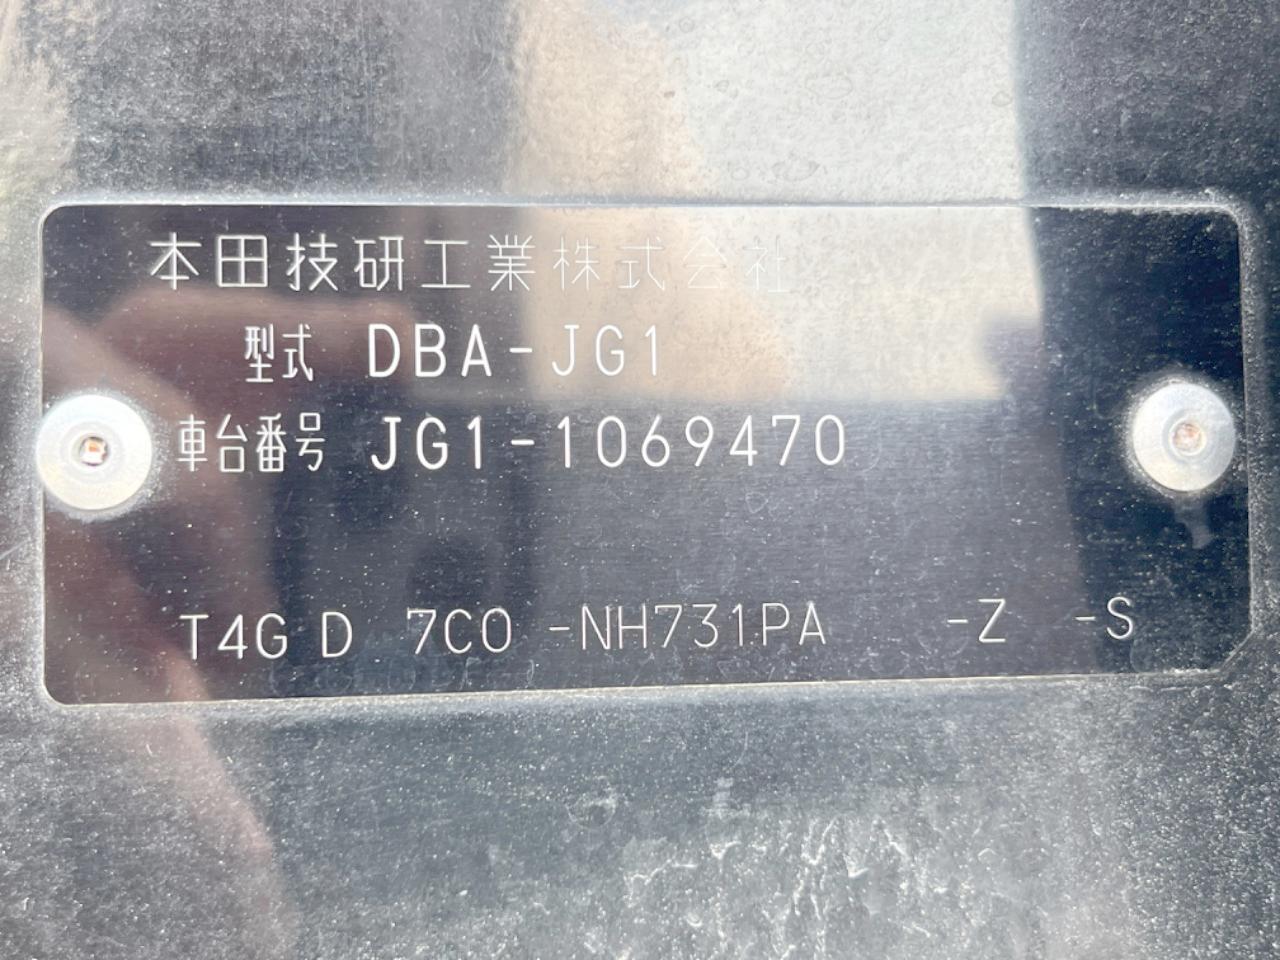 本田技研工業株式会社
型式 DBA-JG1
車台番号 JG1-1069470
T4G D 7C0 -NH731PA -Z -S